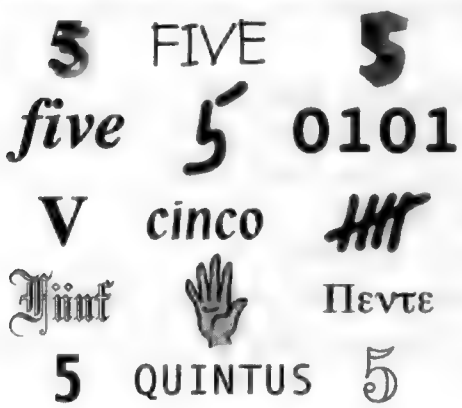 5 FIVE 5
five 5 0101
V cinco
Fünf Πεντε
5 QUINTUS 5